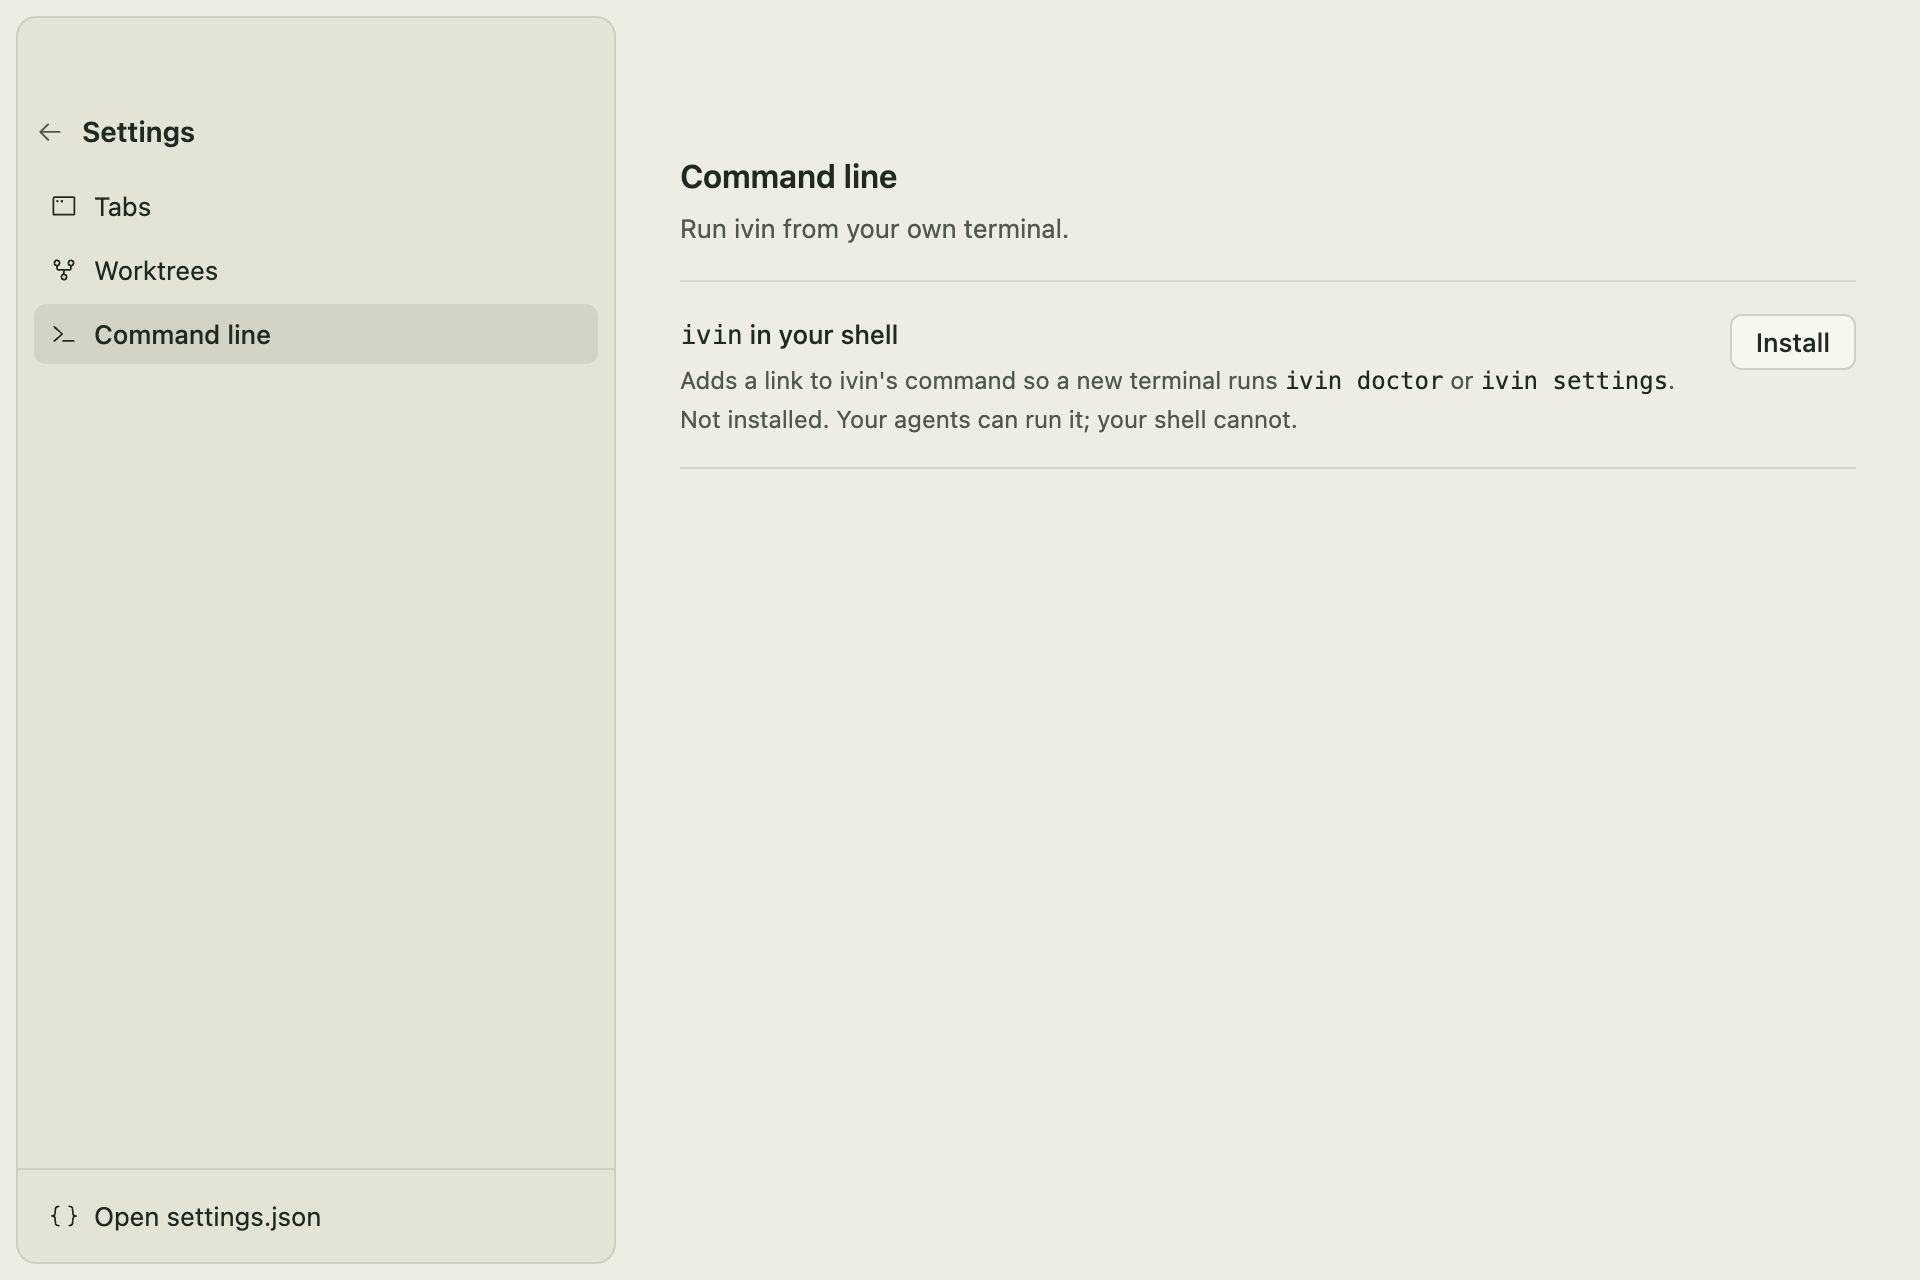 Settings
Tabs
Worktrees
Command line
Open settings.json
Command line
Run ivin from your own terminal.
ivin in your shell
Install
Adds a link to ivin's command so a new terminal runs ivin doctor or ivin settings.
Not installed. Your agents can run it; your shell cannot.